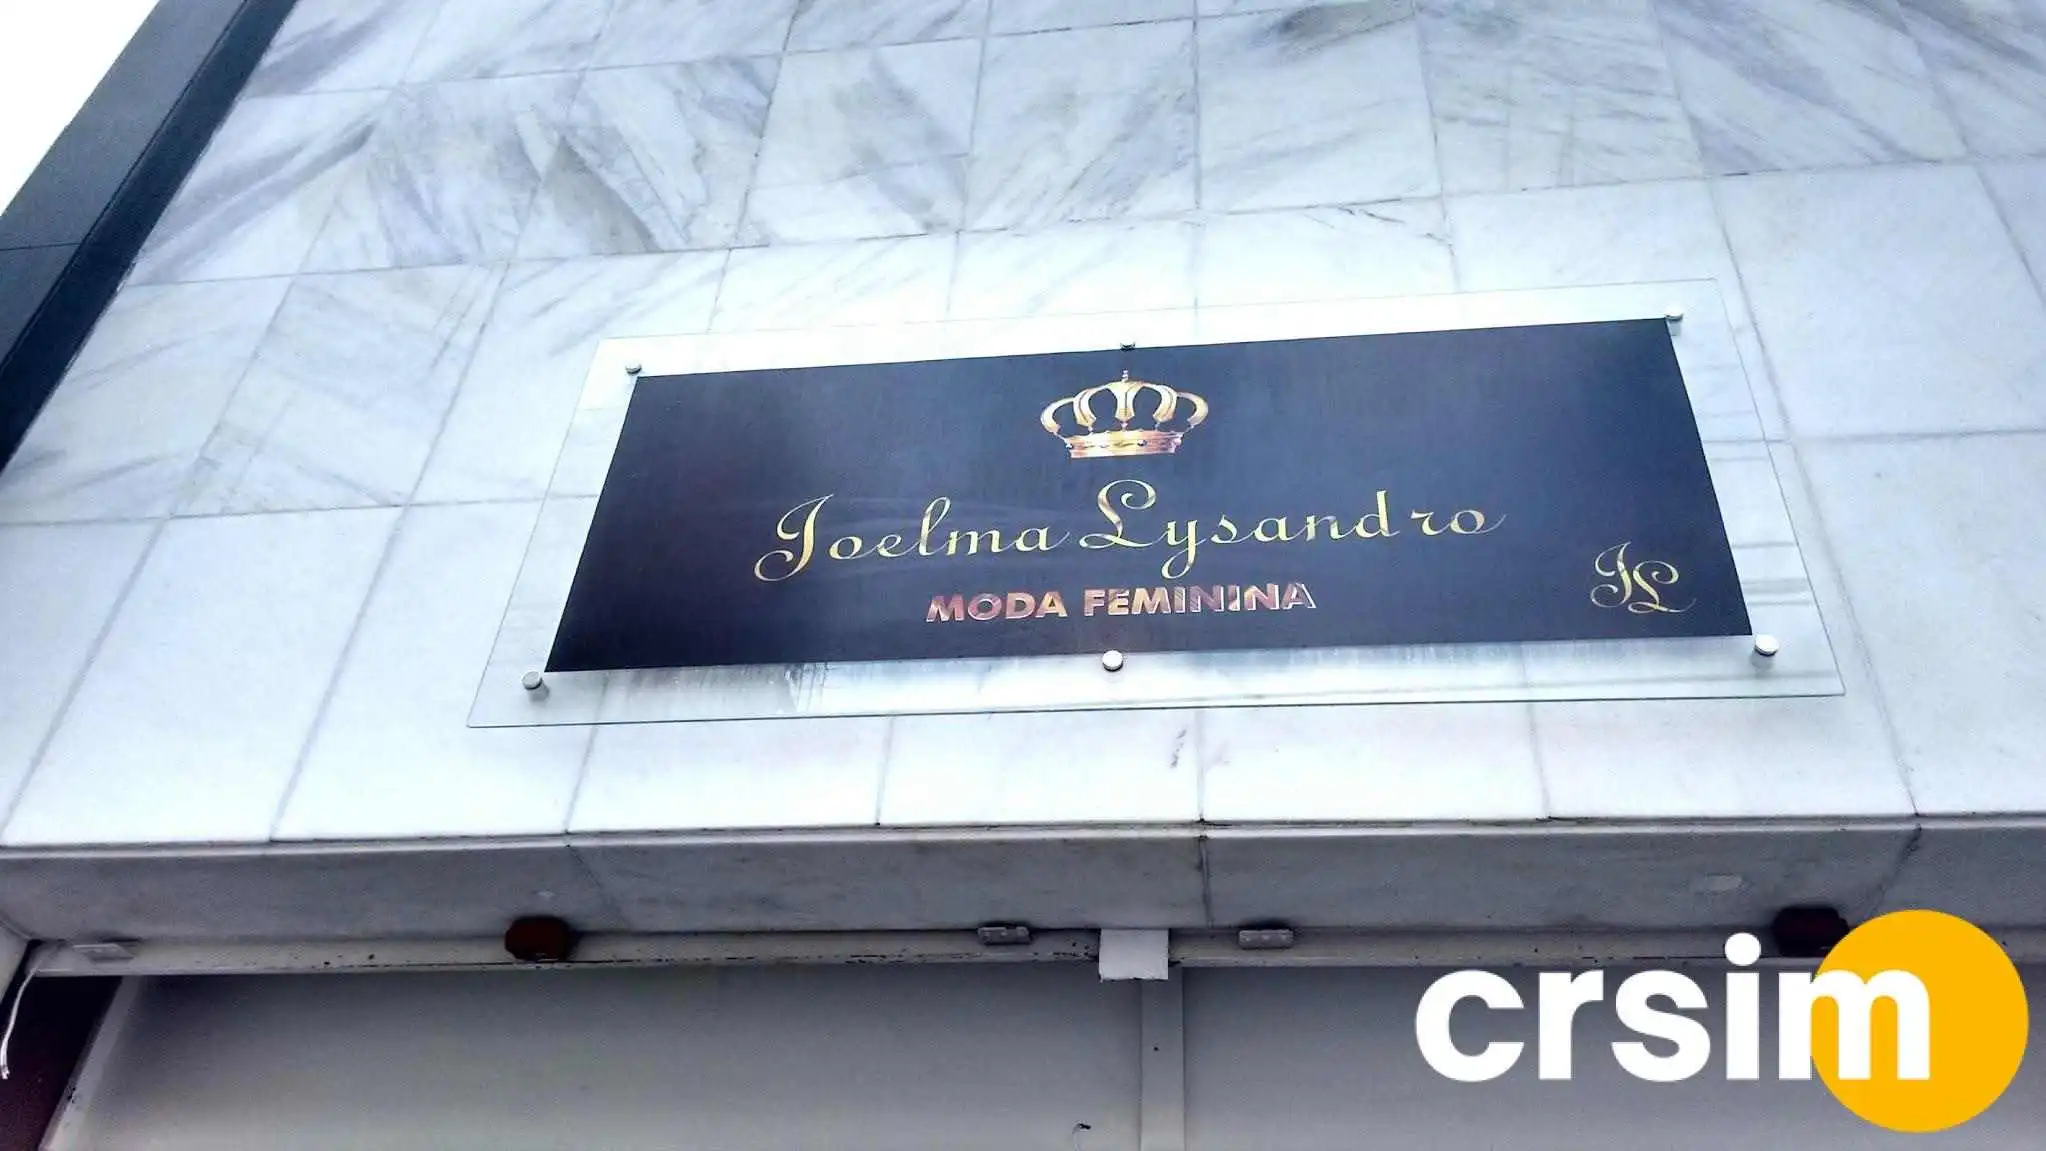 Joelma Lysandro
MODA FEMININA
JL
crsim